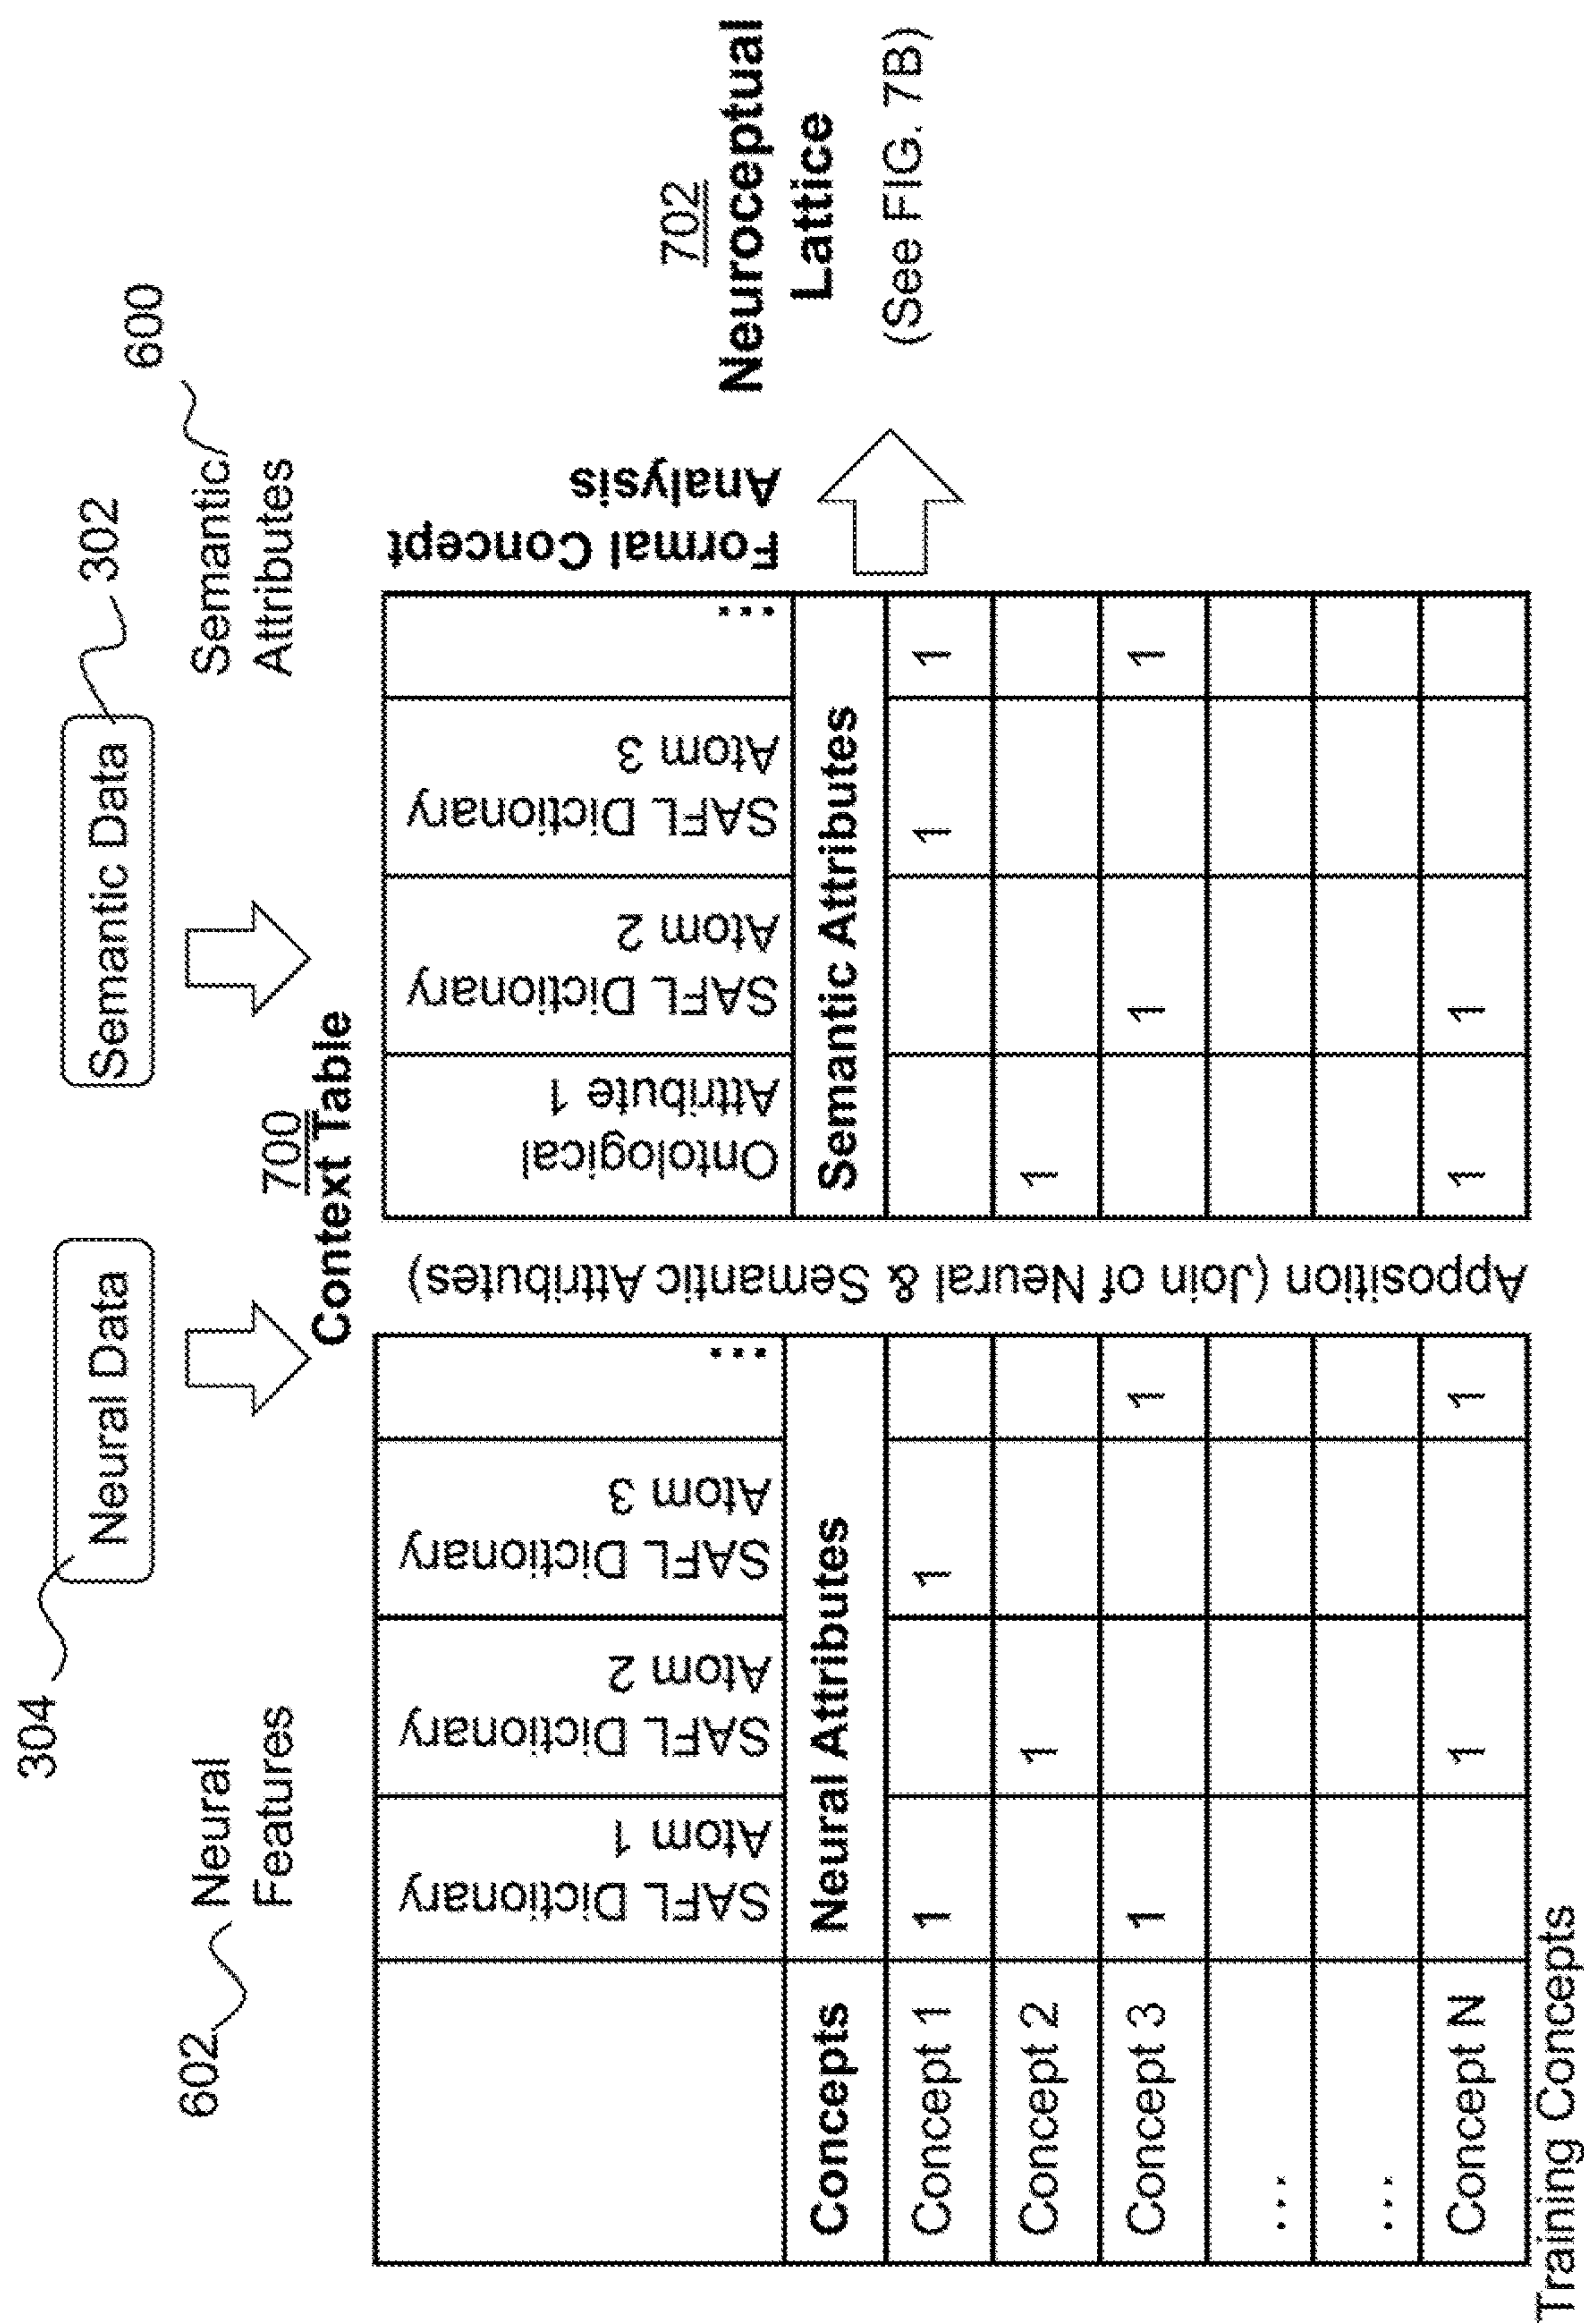 304
Neural Data
Semantic Data
302
602
Neural
Features
Semantic
Attributes
600
700
Context Table
SAFL Dictionary
Atom 1
SAFL Dictionary
Atom 2
SAFL Dictionary
Atom 3
...
Apposition (Join of Neural & Semantic Attributes)
Ontological
Attribute 1
SAFL Dictionary
Atom 2
SAFL Dictionary
Atom 3
...
Formal Concept
Analysis
702
Neuroceptual
Lattice
(See FIG. 7B)
Concepts Neural Attributes Semantic Attributes
Concept 1 1 1 1 1
Concept 2 1 1
Concept 3 1 1 1 1
...
...
Concept N 1 1 1 1
Training Concepts